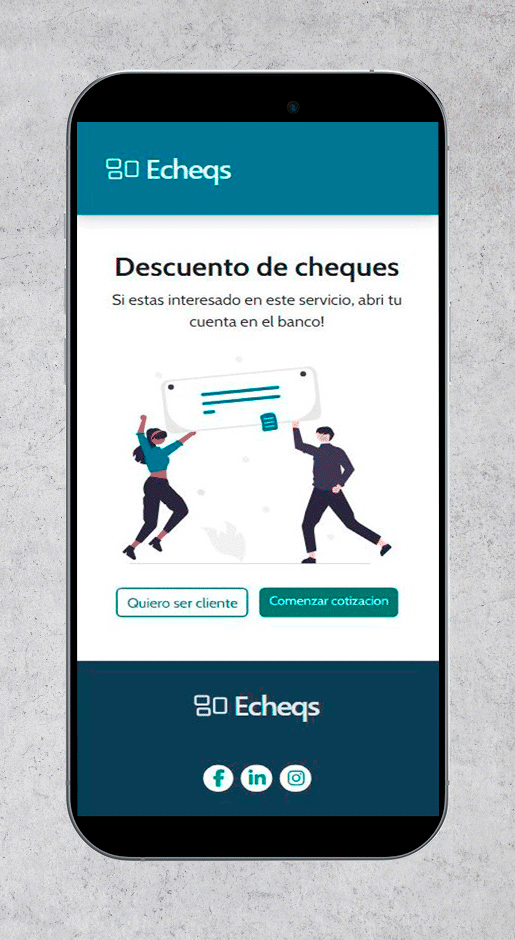 Echeqs
Descuento de cheques
Si estas interesado en este servicio, abri tu
cuenta en el banco!
Quiero ser cliente
Comenzar cotizacion
Echeqs